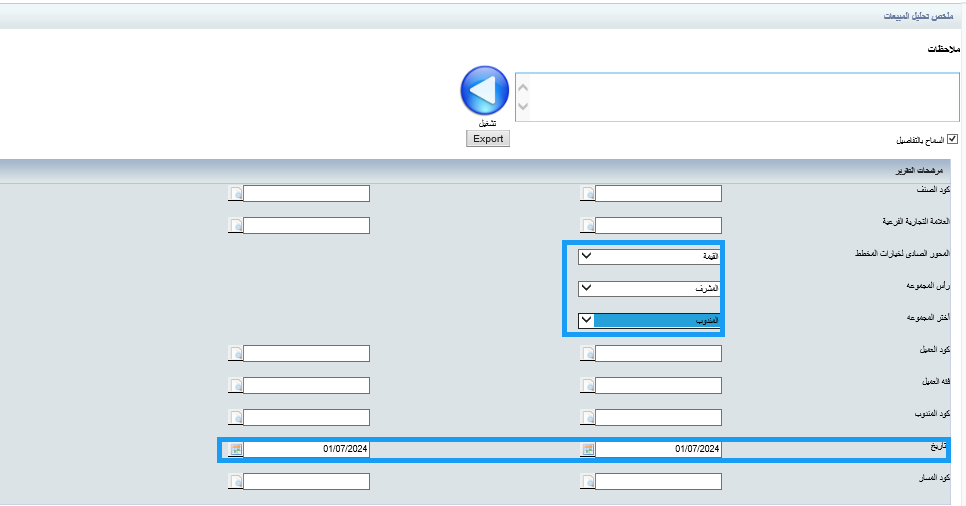 ملخص تحليل المبيعات
ملاحظات
تشغيل
Export
السماح بالتفاصيل
مرشحات التقرير
كود الصنف
العلامة التجارية الفرعية
المحور الصادى لخيارات المخطط
القيمة
رأس المجموعه
المشرف
أختر المجموعه
المندوب
كود العميل
فئه العميل
كود المندوب
تاريخ
01/07/2024
01/07/2024
كود المسار